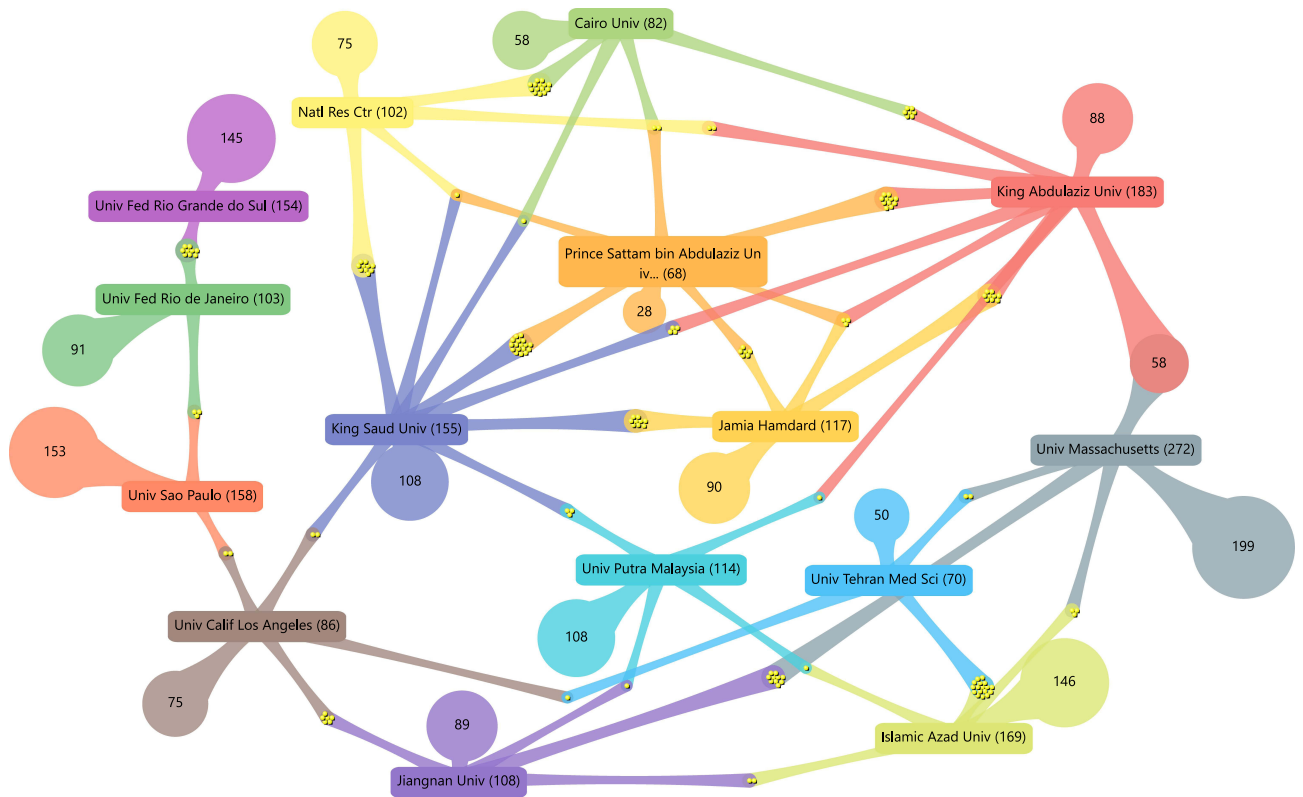 Cairo Univ (82)
58
75
Natl Res Ctr (102)
88
145
King Abdulaziz Univ (183)
Univ Fed Rio Grande do Sul (154)
Prince Sattam bin Abdulaziz Un
iv... (68)
Univ Fed Rio de Janeiro (103)
28
91
58
King Saud Univ (155)
Jamia Hamdard (117)
153
Univ Massachusetts (272)
108
90
Univ Sao Paulo (158)
50
199
Univ Putra Malaysia (114)
Univ Tehran Med Sci (70)
Univ Calif Los Angeles (86)
108
146
75
89
Islamic Azad Univ (169)
Jiangnan Univ (108)